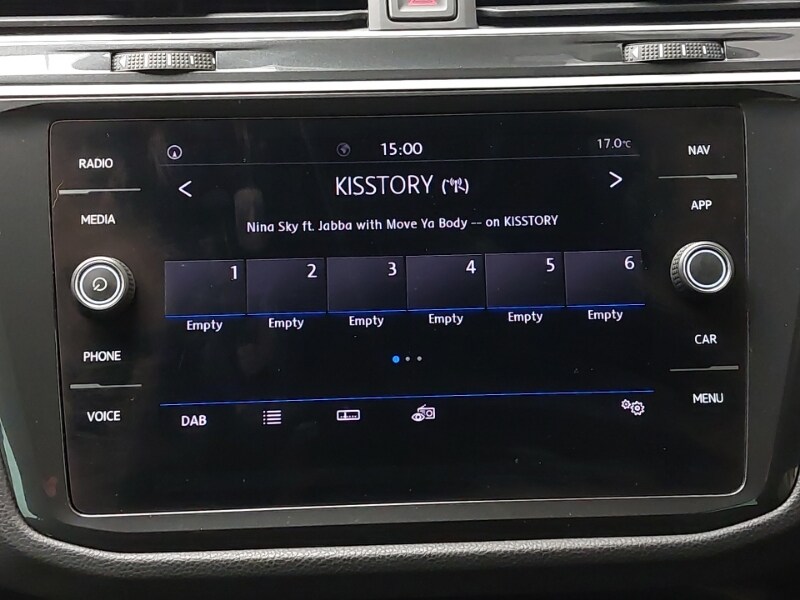 15:00
17.0°C
RADIO
NAV
KISSTORY
MEDIA
APP
Nina Sky ft. Jabba with Move Ya Body -- on KISSTORY
1 2 3 4 5 6
Empty Empty Empty Empty Empty Empty
PHONE
CAR
VOICE
MENU
DAB